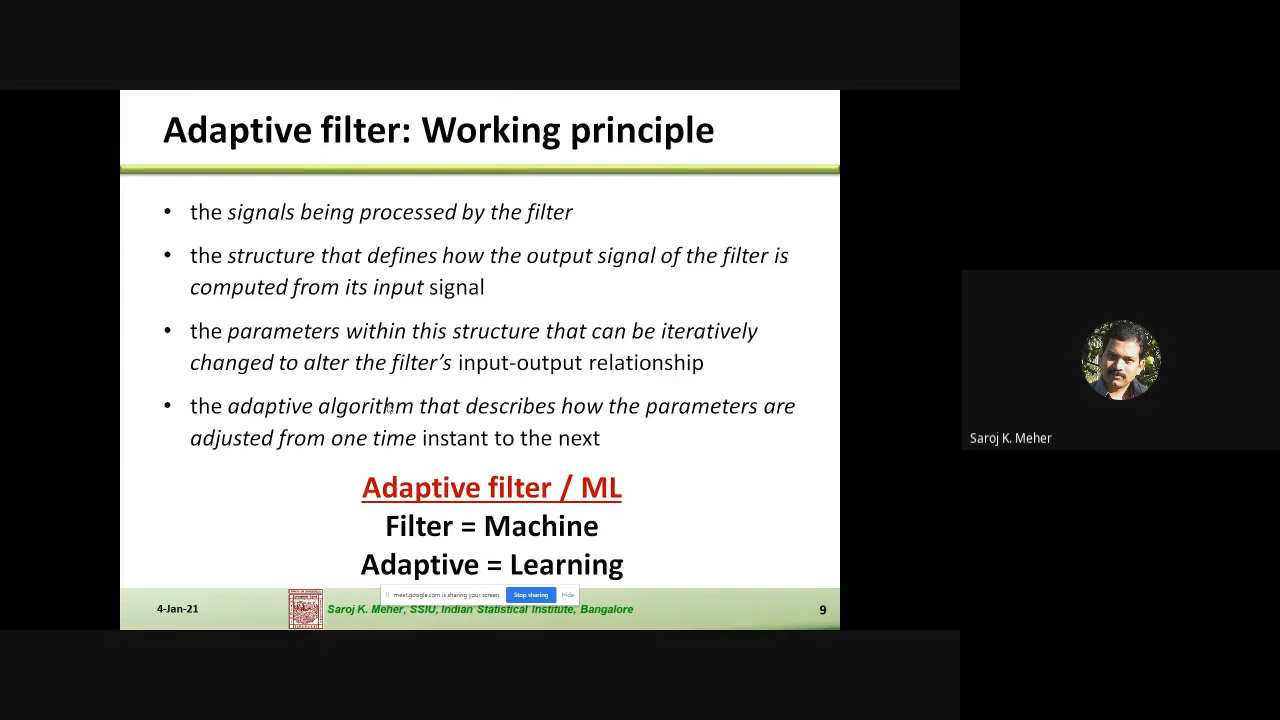 Adaptive filter: Working principle
• the signals being processed by the filter
• the structure that defines how the output signal of the filter is
computed from its input signal
• the parameters within this structure that can be iteratively
changed to alter the filter's input-output relationship
• the adaptive algorithm that describes how the parameters are
adjusted from one time instant to the next
Adaptive filter / ML
Filter = Machine
Adaptive = Learning
meet.google.com is sharing your screen. Stop sharing Hide
4-Jan-21 Saroj K. Meher, SSIU, Indian Statistical Institute, Bangalore 9
Saroj K. Meher